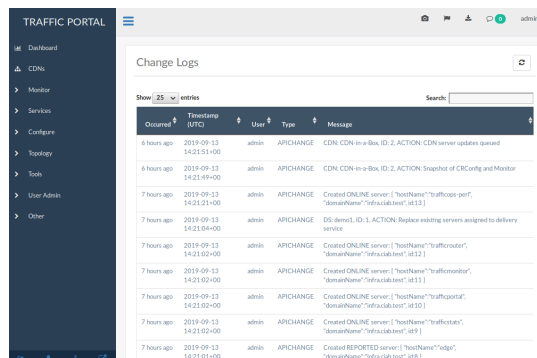 TRAFFIC PORTAL
0
admin
Dashboard
CDNs
Monitor
Services
Configure
Topology
Tools
User Admin
Other
Change Logs
Show 25 entries
Search:
Occurred Timestamp (UTC) User Type Message
6 hours ago 2019-09-13 admin APICHANGE CDN: CDN-in-a-Box, ID: 2, ACTION: CDN server updates queued
14:21:51+00
6 hours ago 2019-09-13 admin APICHANGE CDN: CDN-in-a-Box, ID: 2, ACTION: Snapshot of CRConfig and Monitor
14:21:49+00
7 hours ago 2019-09-13 admin APICHANGE Created ONLINE server: { "hostName":"trafficops-perl",
14:21:21+00 "domainName":"infra.ciab.test", id:13 }
7 hours ago 2019-09-13 admin APICHANGE DS: demo1, ID: 1, ACTION: Replace existing servers assigned to delivery
14:21:04+00 service
7 hours ago 2019-09-13 admin APICHANGE Created ONLINE server: { "hostName":"trafficrouter",
14:21:02+00 "domainName":"infra.ciab.test", id:12 }
7 hours ago 2019-09-13 admin APICHANGE Created ONLINE server: { "hostName":"trafficmonitor",
14:21:02+00 "domainName":"infra.ciab.test", id:11 }
7 hours ago 2019-09-13 admin APICHANGE Created ONLINE server: { "hostName":"trafficportal",
14:21:02+00 "domainName":"infra.ciab.test", id:10 }
7 hours ago 2019-09-13 admin APICHANGE Created ONLINE server: { "hostName":"trafficstats",
14:21:02+00 "domainName":"infra.ciab.test", id:9 }
7 hours ago 2019-09-13 admin APICHANGE Created REPORTED server: { "hostName":"edge",
14:21:01+00 "domainName":"infra.ciab.test", id:8 }